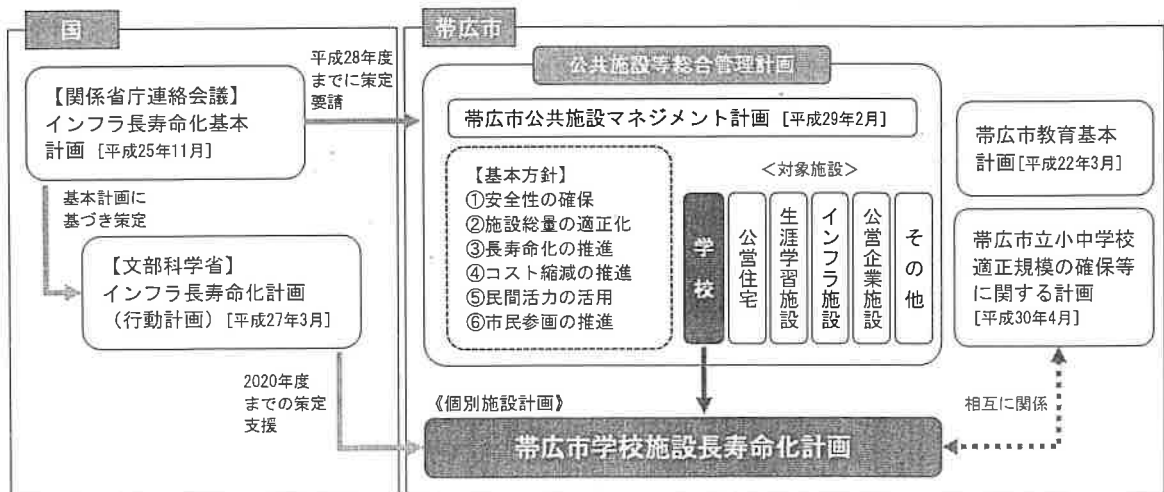 国
【関係省庁連絡会議】
インフラ長寿命化基本
計画 [平成25年11月]
平成28年度
までに策定
要請
基本計画に
基づき策定
【文部科学省】
インフラ長寿命化計画
（行動計画） [平成27年3月]
2020年度
までの策定
支援
帯広市
公共施設等総合管理計画
帯広市公共施設マネジメント計画 [平成29年2月]
【基本方針】
①安全性の確保
②施設総量の適正化
③長寿命化の推進
④コスト縮減の推進
⑤民間活力の活用
⑥市民参画の推進
＜対象施設＞
学校
公営住宅
生涯学習施設
インフラ施設
公営企業施設
その他
帯広市教育基本
計画[平成22年3月]
帯広市立小中学校
適正規模の確保等
に関する計画
[平成30年4月]
相互に関係
《個別施設計画》
帯広市学校施設長寿命化計画